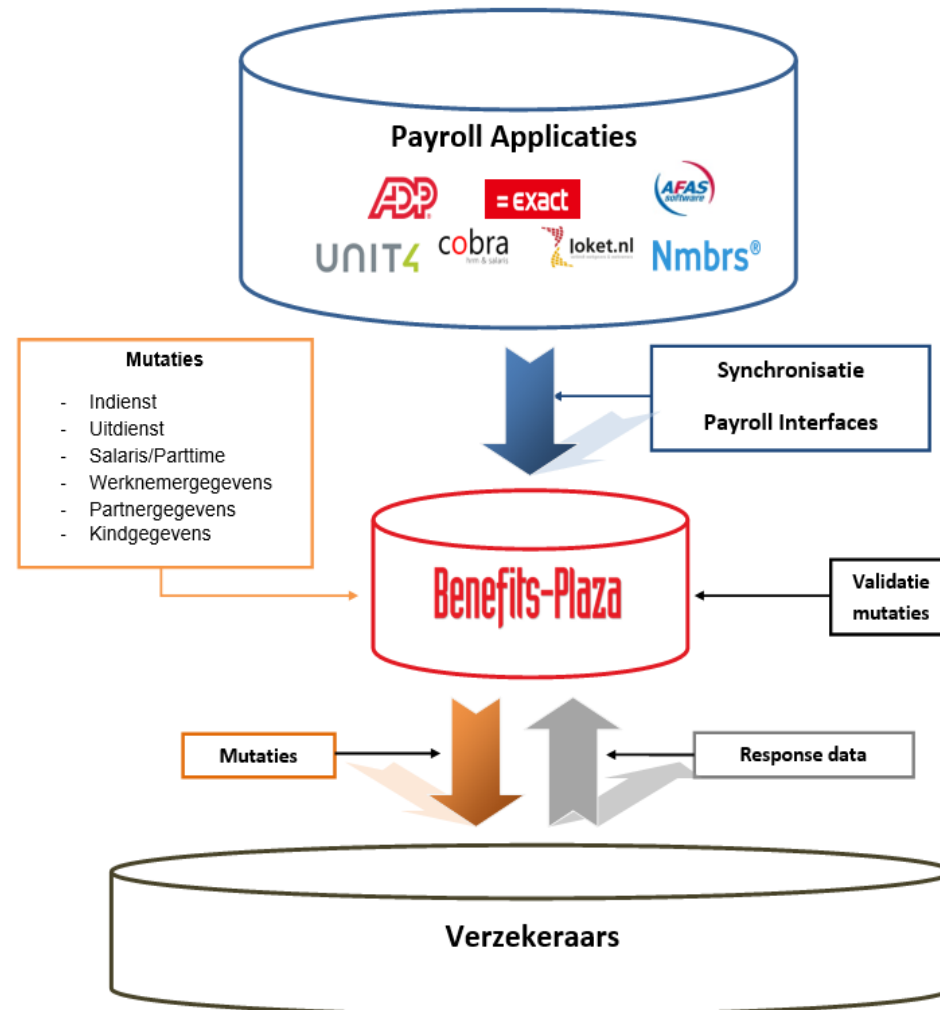 Payroll Applicaties
ADP
= exact
AFAS
software
UNIT4
cobra
hrm & salaris
loket.nl
Nmbrs®
Mutaties
- Indienst
- Uitdienst
- Salaris/Parttime
- Werknemergegevens
- Partnergegevens
- Kindgegevens
Synchronisatie
Payroll Interfaces
Benefits-Plaza
Validatie
mutaties
Mutaties
Response data
Verzekeraars